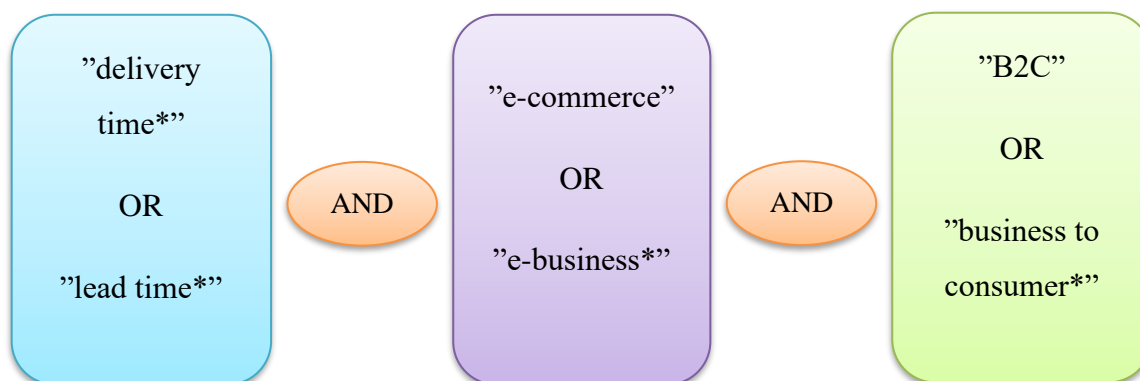 ”delivery
time*”
OR
”lead time*”
AND
”e-commerce”
OR
”e-business*”
AND
”B2C”
OR
”business to
consumer*”